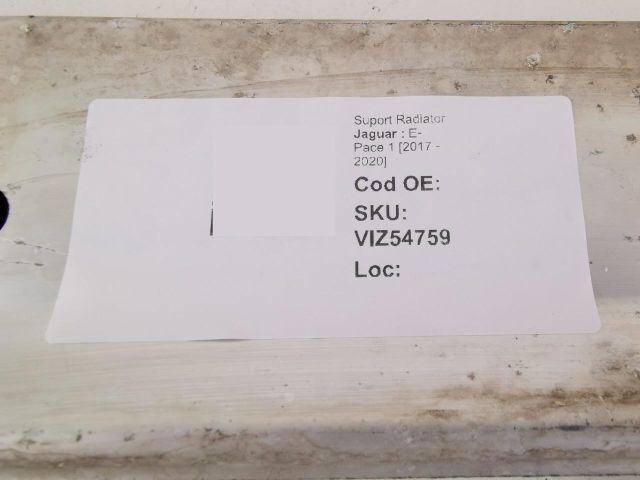 Suport Radiator
Jaguar : E-
Pace 1 [2017 -
2020]
Cod OE:
SKU:
VIZ54759
Loc: